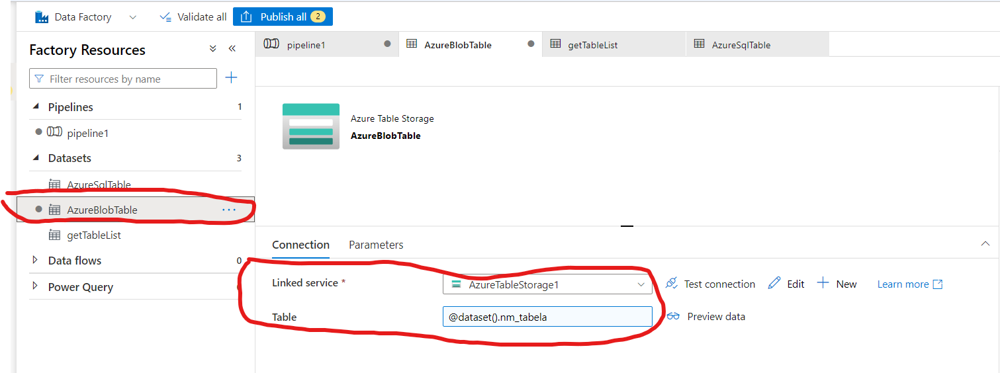 Data Factory
Validate all
Publish all 2
Factory Resources
Filter resources by name
Pipelines 1
pipeline1
Datasets 3
AzureSqlTable
AzureBlobTable
getTableList
Data flows 0
Power Query
pipeline1
AzureBlobTable
getTableList
AzureSqlTable
Azure Table Storage
AzureBlobTable
Connection Parameters
Linked service * AzureTableStorage1 Test connection Edit New Learn more
Table @dataset().nm_tabela Preview data